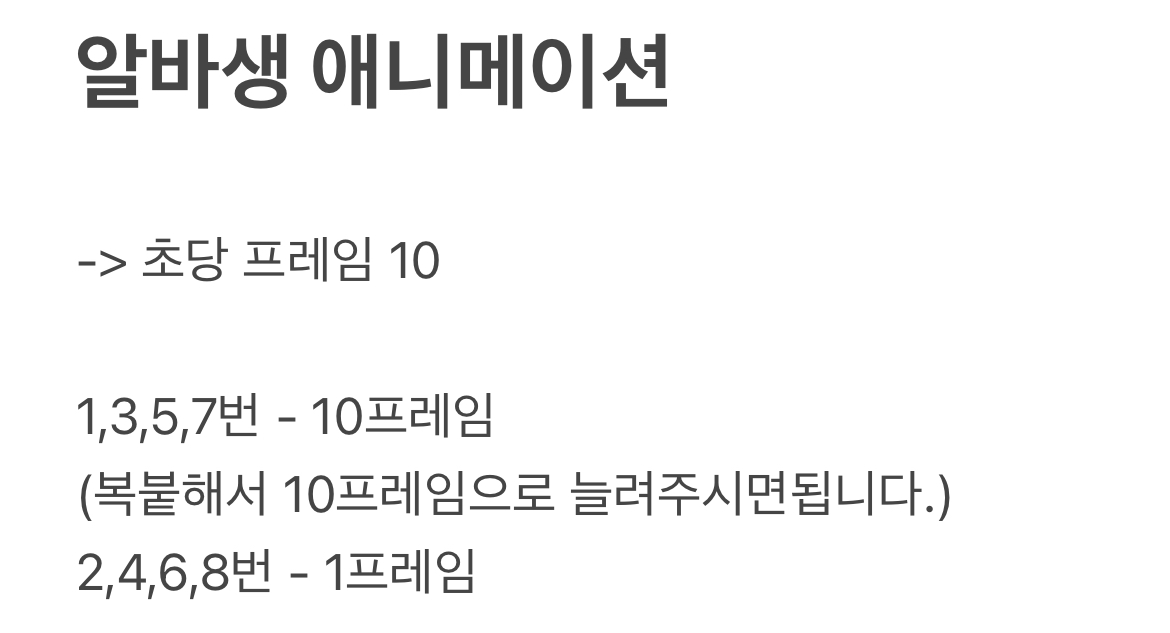 알바생 애니메이션
-> 초당 프레임 10
1,3,5,7번 - 10프레임
(복붙해서 10프레임으로 늘려주시면됩니다.)
2,4,6,8번 - 1프레임